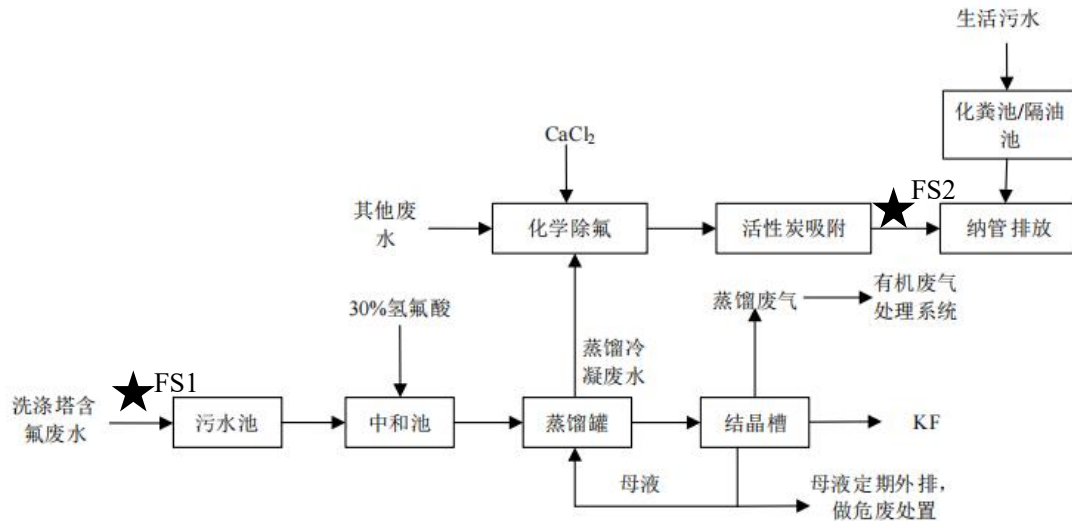 生活污水
化粪池/隔油
池
CaCl₂
FS2
其他废
水
化学除氟
活性炭吸附
纳管排放
30%氢氟酸
蒸馏废气
有机废气
处理系统
蒸馏冷
凝废水
FS1
洗涤塔含
氟废水
污水池
中和池
蒸馏罐
结晶槽
KF
母液
母液定期外排，
做危废处置